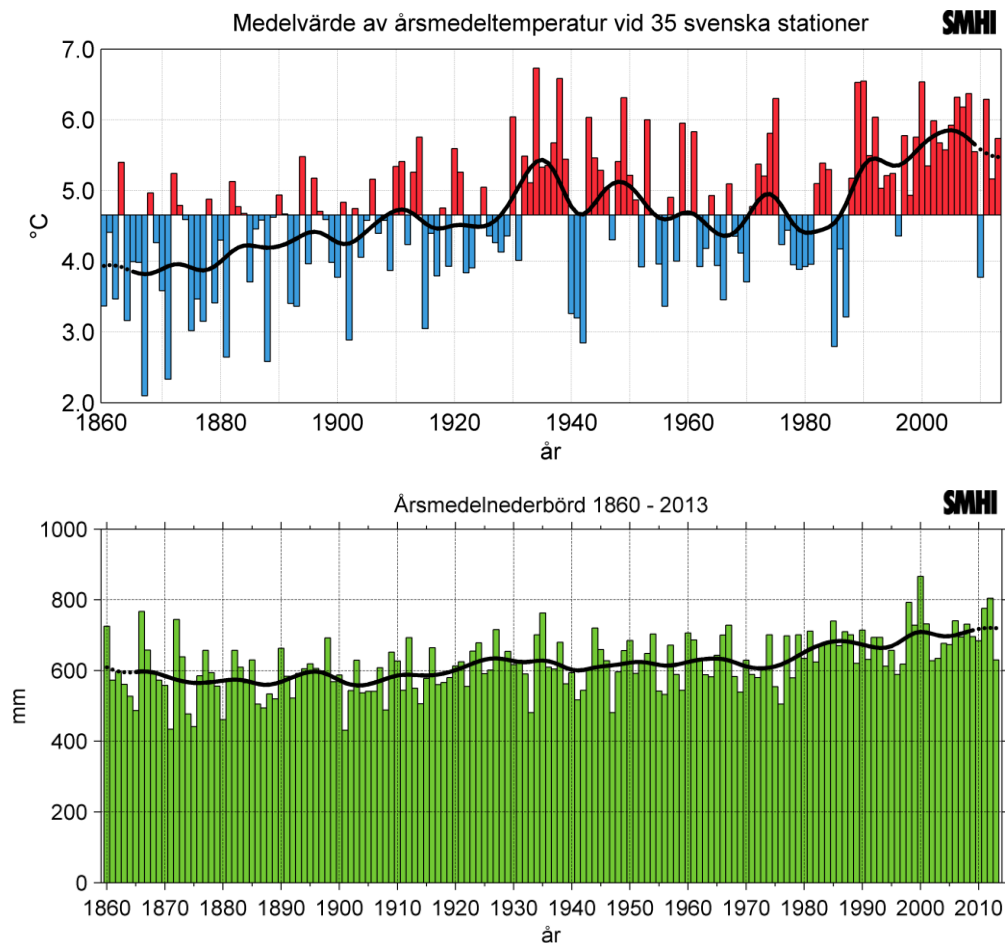 Medelvärde av årsmedeltemperatur vid 35 svenska stationer
SMHI
7.0
6.0
5.0
4.0
3.0
2.0
°C
1860 1880 1900 1920 1940 1960 1980 2000
år
Årsmedelnederbörd 1860 - 2013
SMHI
1000
800
600
400
200
0
mm
1860 1870 1880 1890 1900 1910 1920 1930 1940 1950 1960 1970 1980 1990 2000 2010
år